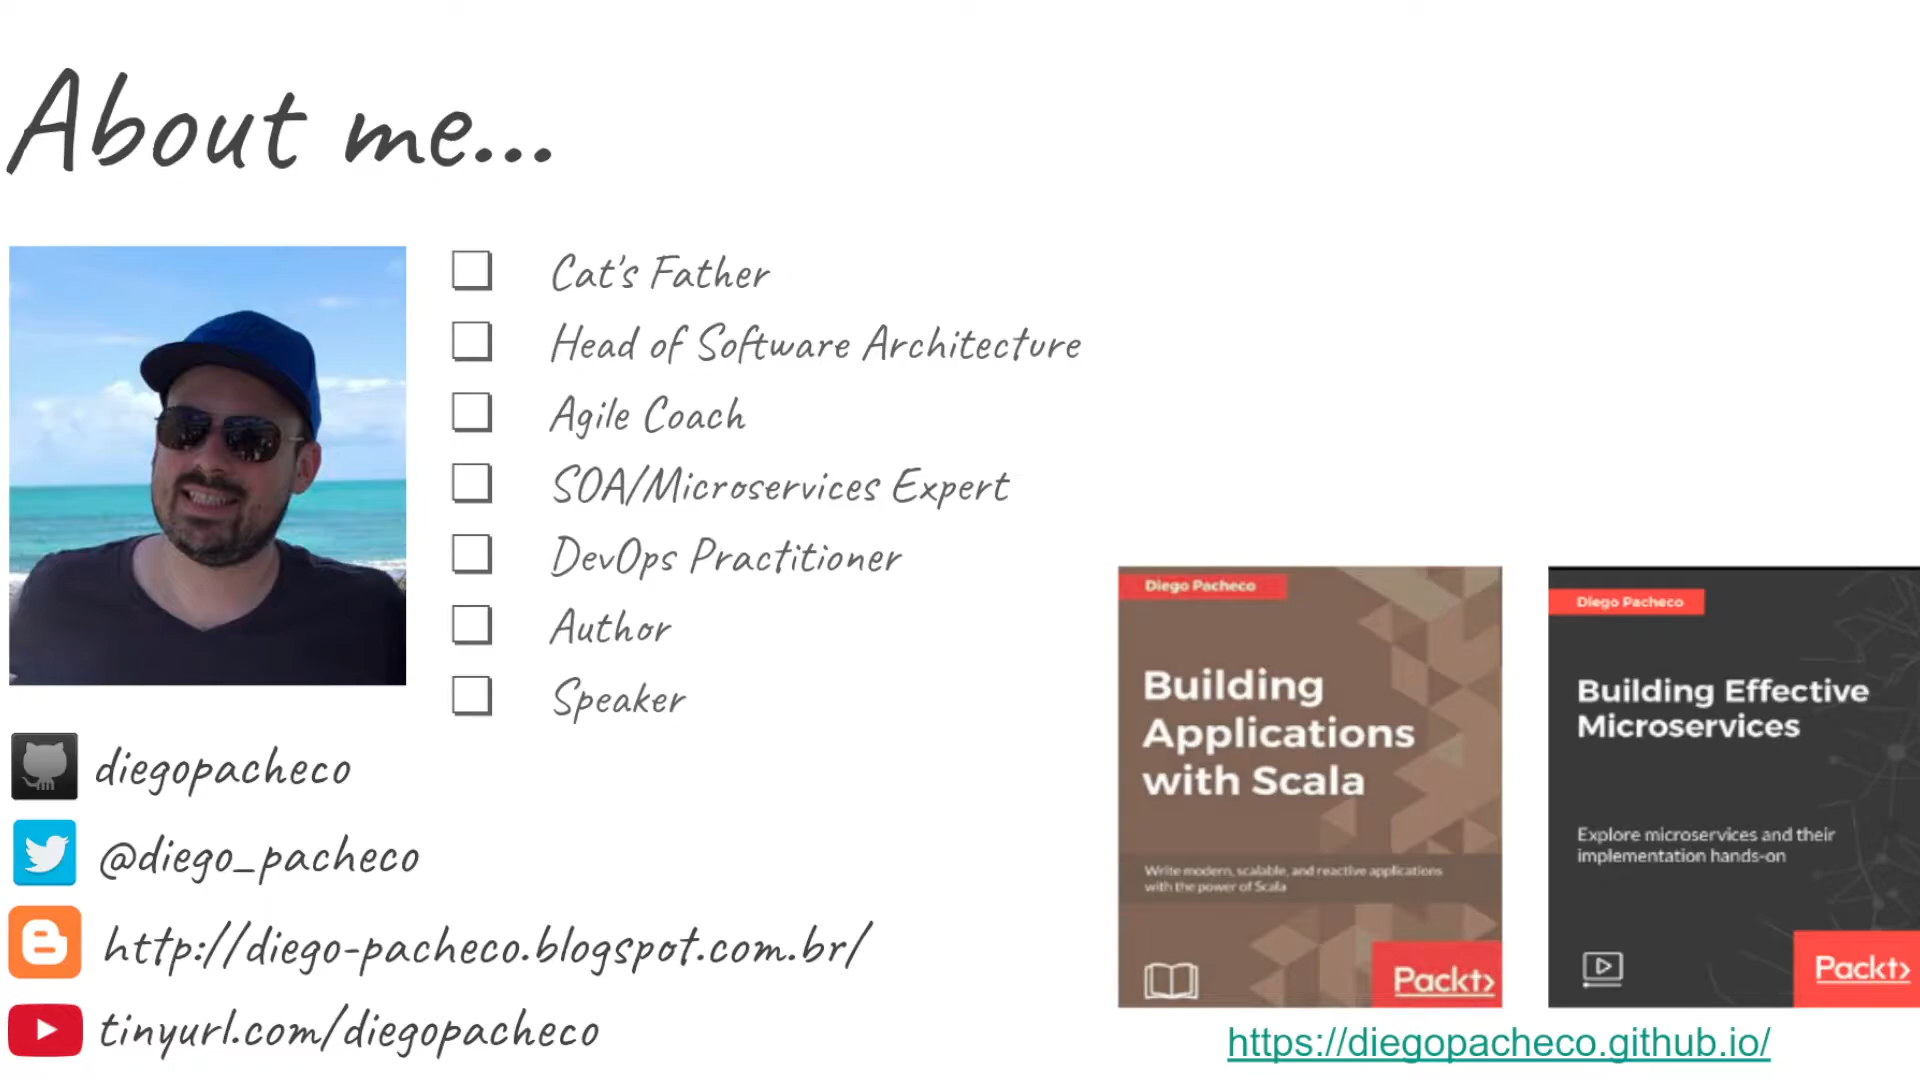 About me...
Cat's Father
Head of Software Architecture
Agile Coach
SOA/Microservices Expert
DevOps Practitioner
Author
Speaker
diegopacheco
@diego_pacheco
http://diego-pacheco.blogspot.com.br/
tinyurl.com/diegopacheco
Diego Pacheco
Building
Applications
with Scala
Write modern, scalable, and reactive applications
with the power of Scala
Packt>
Diego Pacheco
Building Effective
Microservices
Explore microservices and their
implementation hands-on
Packt>
https://diegopacheco.github.io/